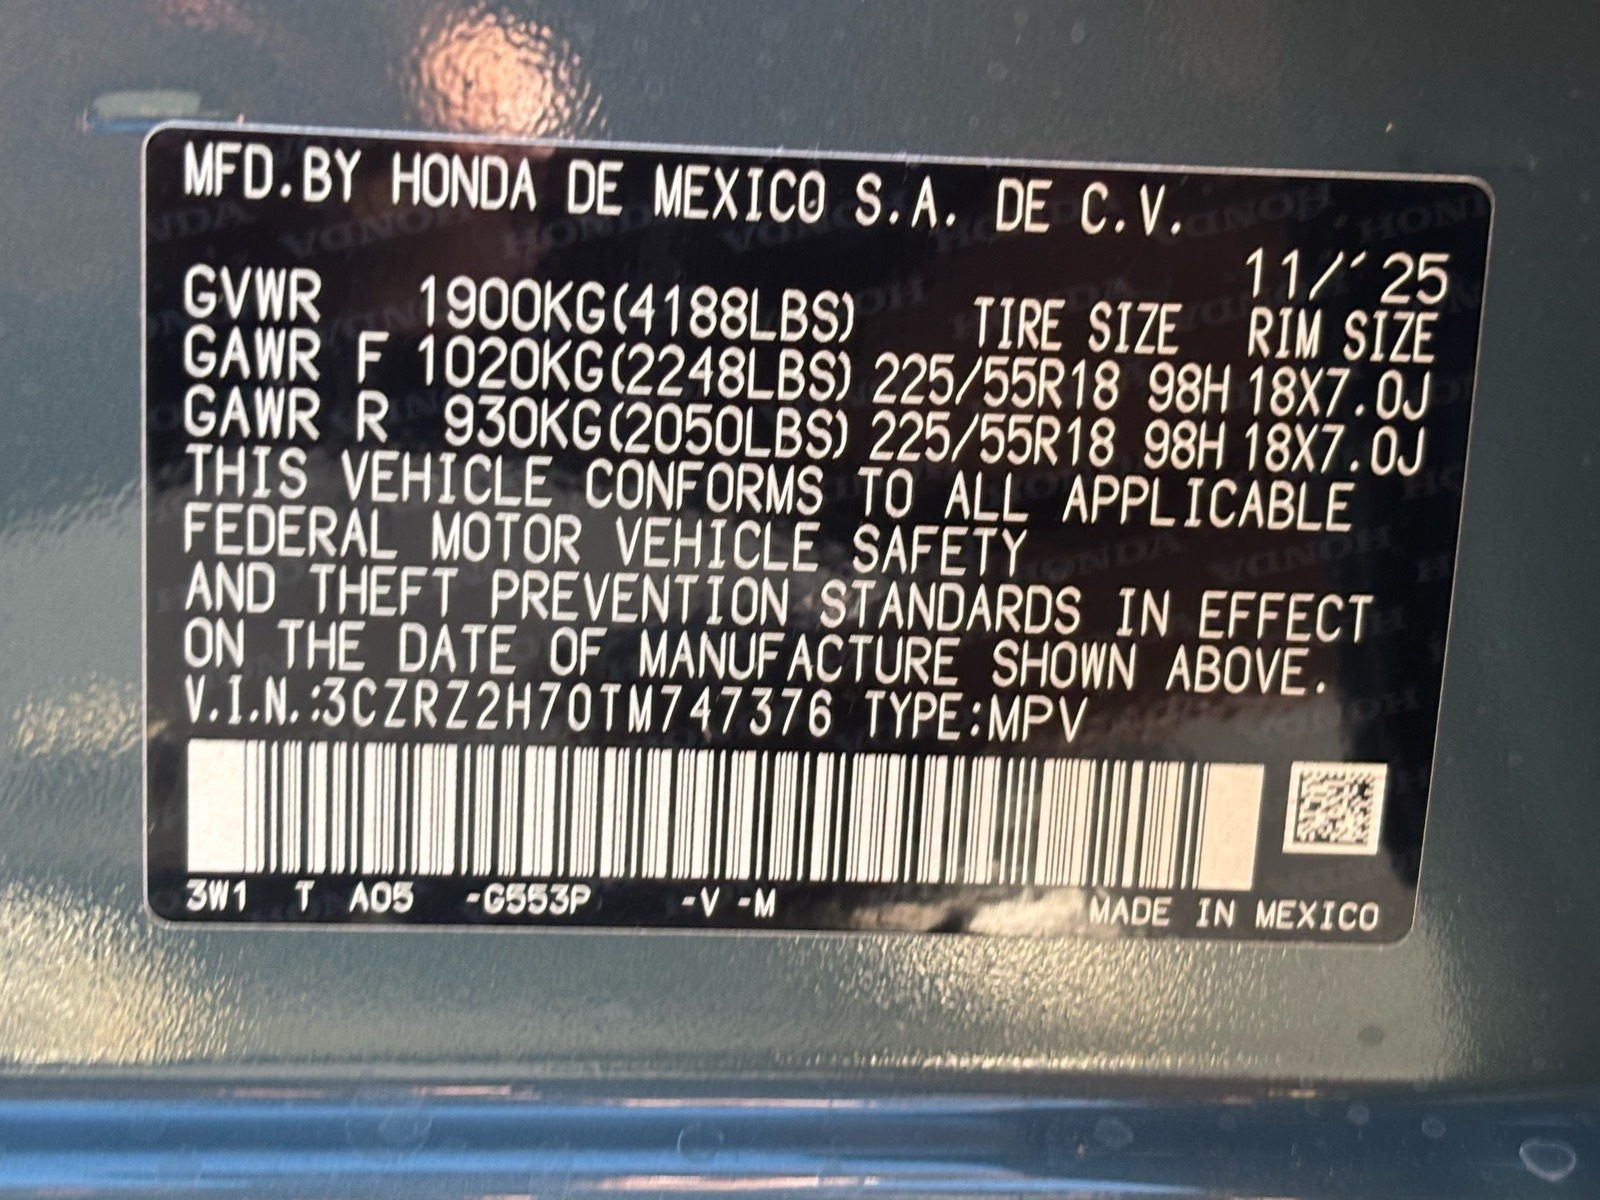 MFD.BY HONDA DE MEXICO S.A. DE C.V.
11/'25
GVWR 1900KG(4188LBS) TIRE SIZE RIM SIZE
GAWR F 1020KG(2248LBS) 225/55R18 98H 18X7.0J
GAWR R 930KG(2050LBS) 225/55R18 98H 18X7.0J
THIS VEHICLE CONFORMS TO ALL APPLICABLE
FEDERAL MOTOR VEHICLE SAFETY
AND THEFT PREVENTION STANDARDS IN EFFECT
ON THE DATE OF MANUFACTURE SHOWN ABOVE.
V.I.N.:3CZRZ2H70TM747376 TYPE:MPV
3W1 T A05 -G553P -V -M MADE IN MEXICO